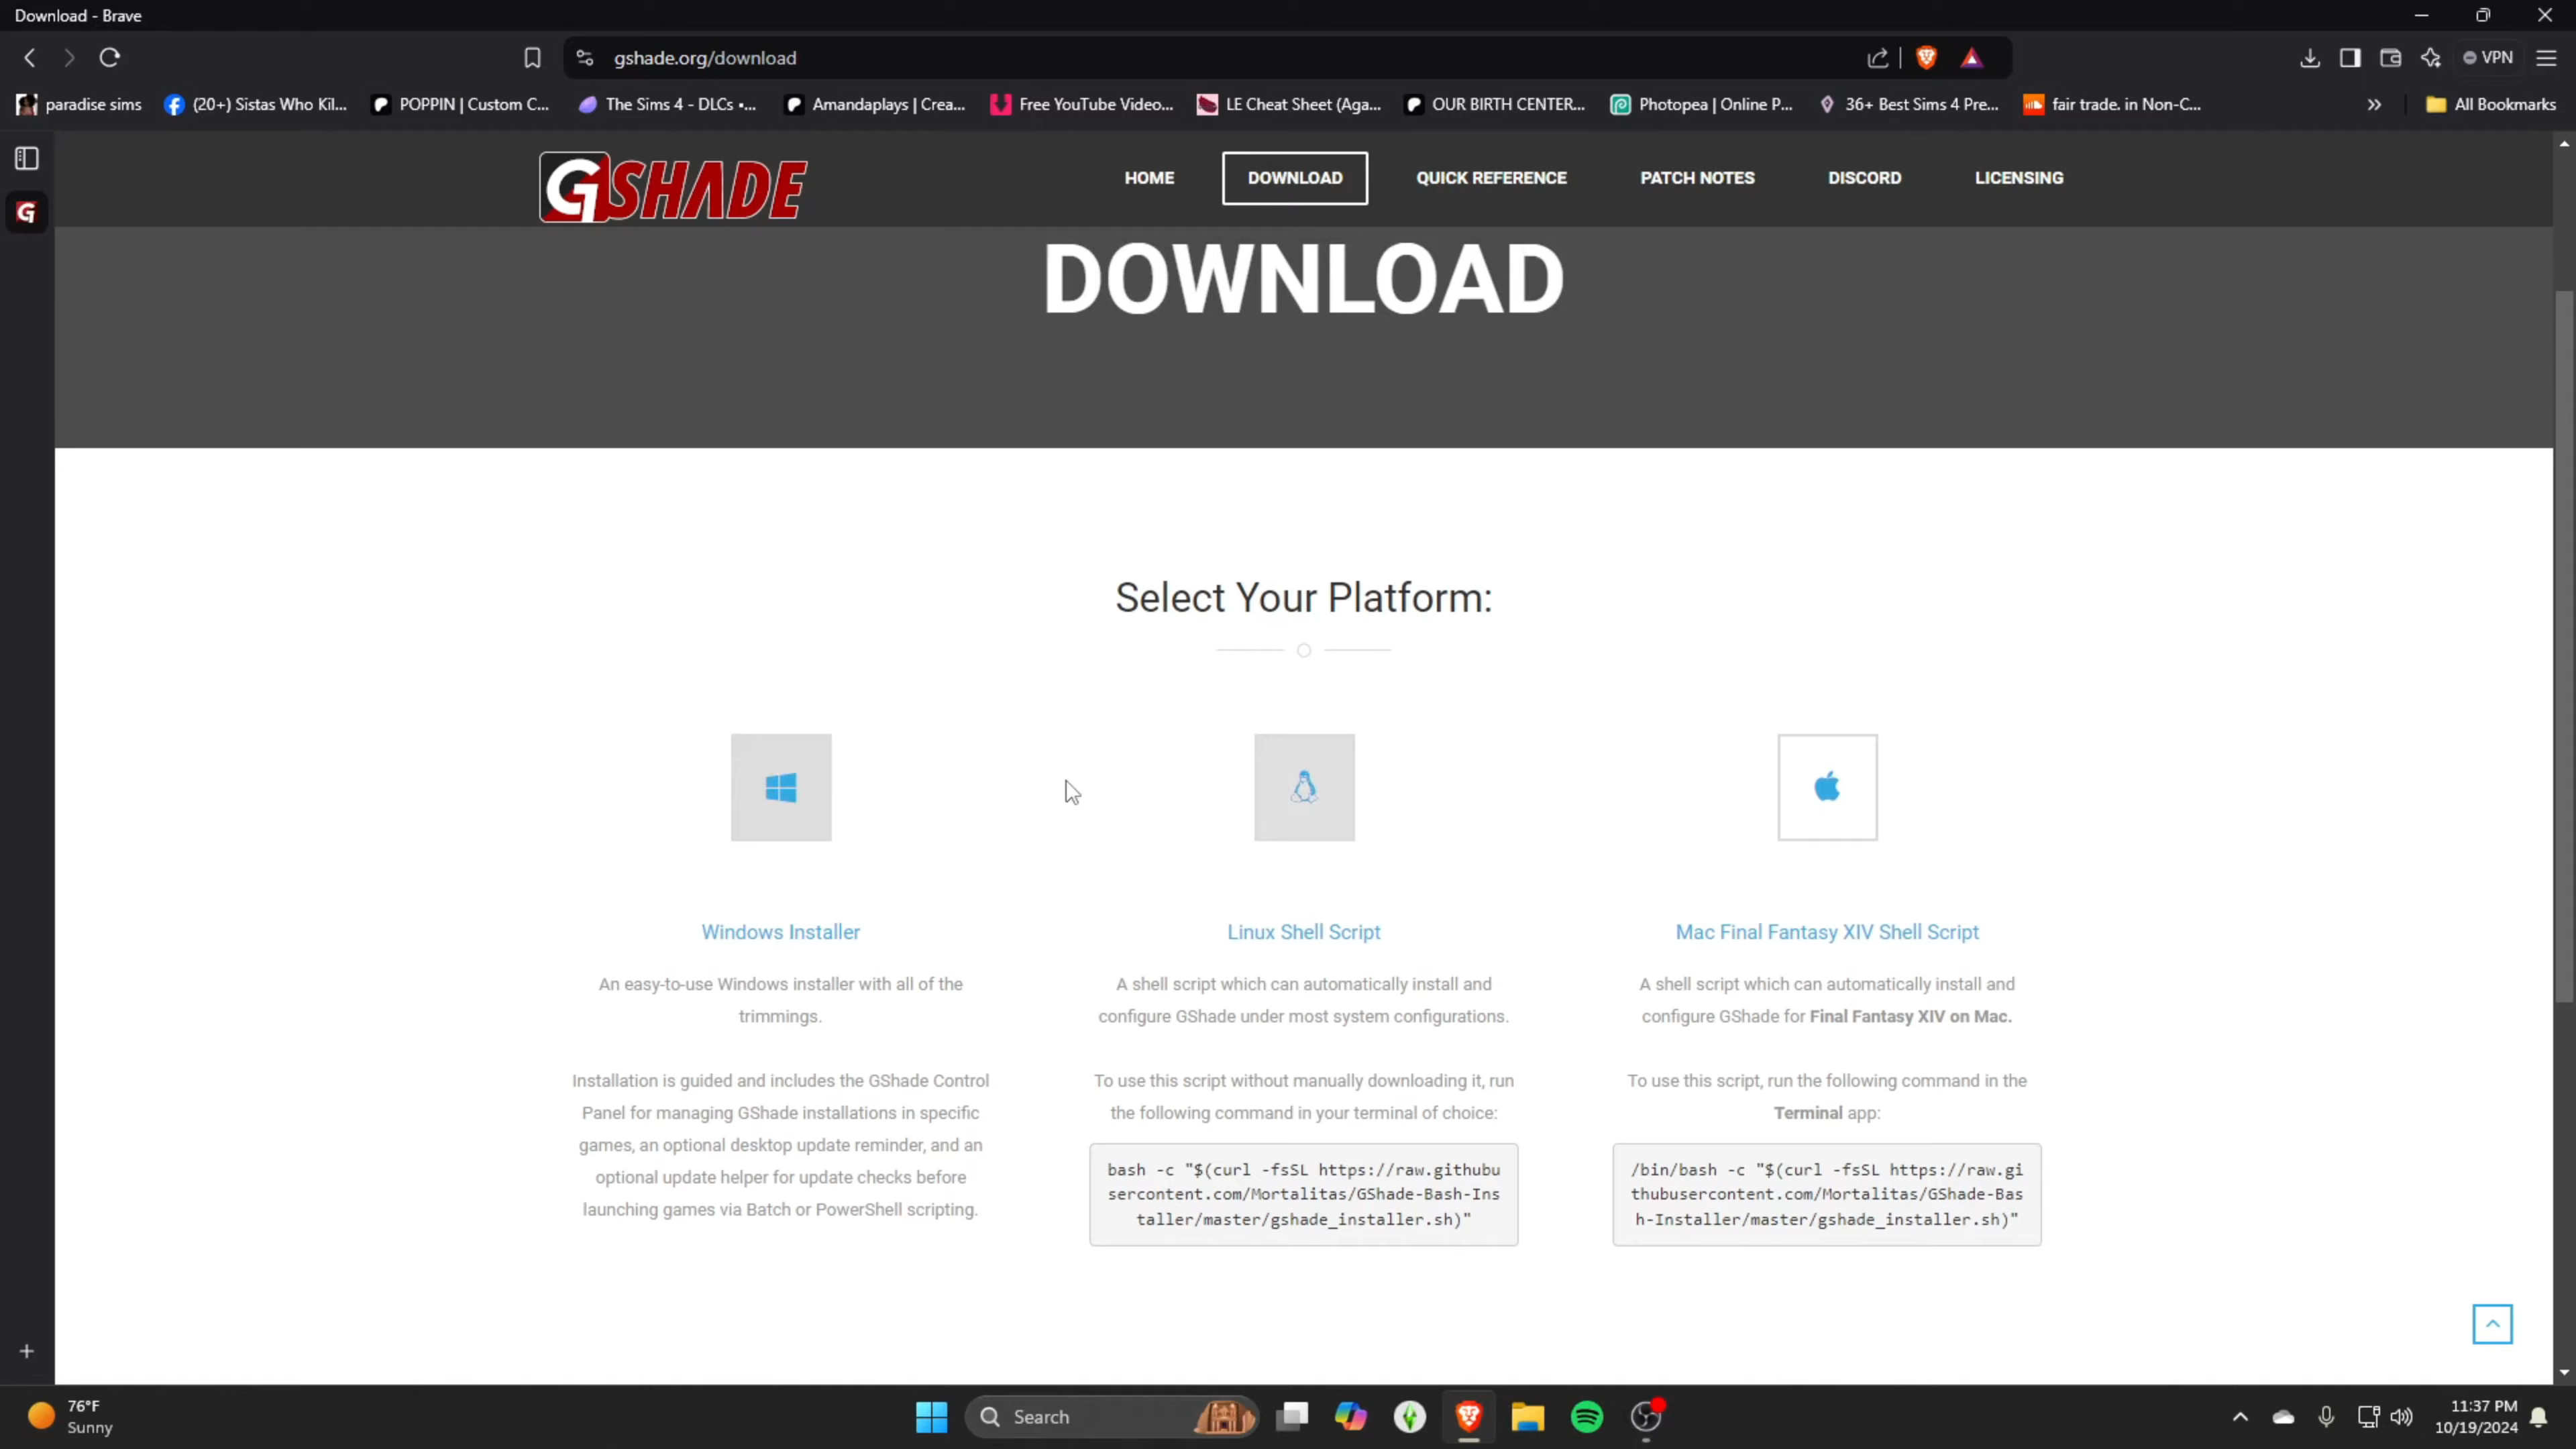 Download - Brave
gshade.org/download
VPN
paradise sims
(20+) Sistas Who Kil...
POPPIN | Custom C...
The Sims 4 - DLCs •...
Amandaplays | Crea...
Free YouTube Video...
LE Cheat Sheet (Aga...
OUR BIRTH CENTER...
Photopea | Online P...
36+ Best Sims 4 Pre...
fair trade. in Non-C...
All Bookmarks
GSHADE
HOME
DOWNLOAD
QUICK REFERENCE
PATCH NOTES
DISCORD
LICENSING
DOWNLOAD
Select Your Platform:
Windows Installer
An easy-to-use Windows installer with all of the
trimmings.
Installation is guided and includes the GShade Control
Panel for managing GShade installations in specific
games, an optional desktop update reminder, and an
optional update helper for update checks before
launching games via Batch or PowerShell scripting.
Linux Shell Script
A shell script which can automatically install and
configure GShade under most system configurations.
To use this script without manually downloading it, run
the following command in your terminal of choice:
bash -c "$(curl -fsSL https://raw.githubu
sercontent.com/Mortalitas/GShade-Bash-Ins
taller/master/gshade_installer.sh)"
Mac Final Fantasy XIV Shell Script
A shell script which can automatically install and
configure GShade for Final Fantasy XIV on Mac.
To use this script, run the following command in the
Terminal app:
/bin/bash -c "$(curl -fsSL https://raw.gi
thubusercontent.com/Mortalitas/GShade-Bas
h-Installer/master/gshade_installer.sh)"
76°F
Sunny
Search
11:37 PM
10/19/2024